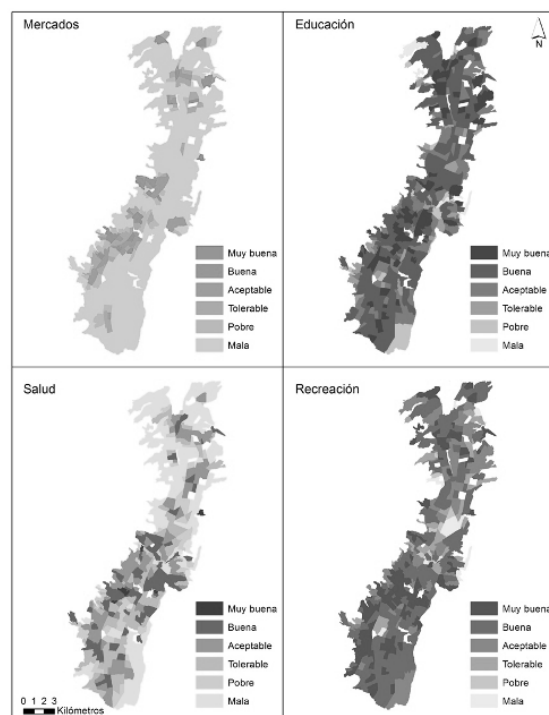 Mercados
Muy buena
Buena
Aceptable
Tolerable
Pobre
Mala
Educación
N
Muy buena
Buena
Aceptable
Tolerable
Pobre
Mala
Salud
Muy buena
Buena
Aceptable
Tolerable
Pobre
Mala
0 1 2 3
Kilómetros
Recreación
Muy buena
Buena
Aceptable
Tolerable
Pobre
Mala